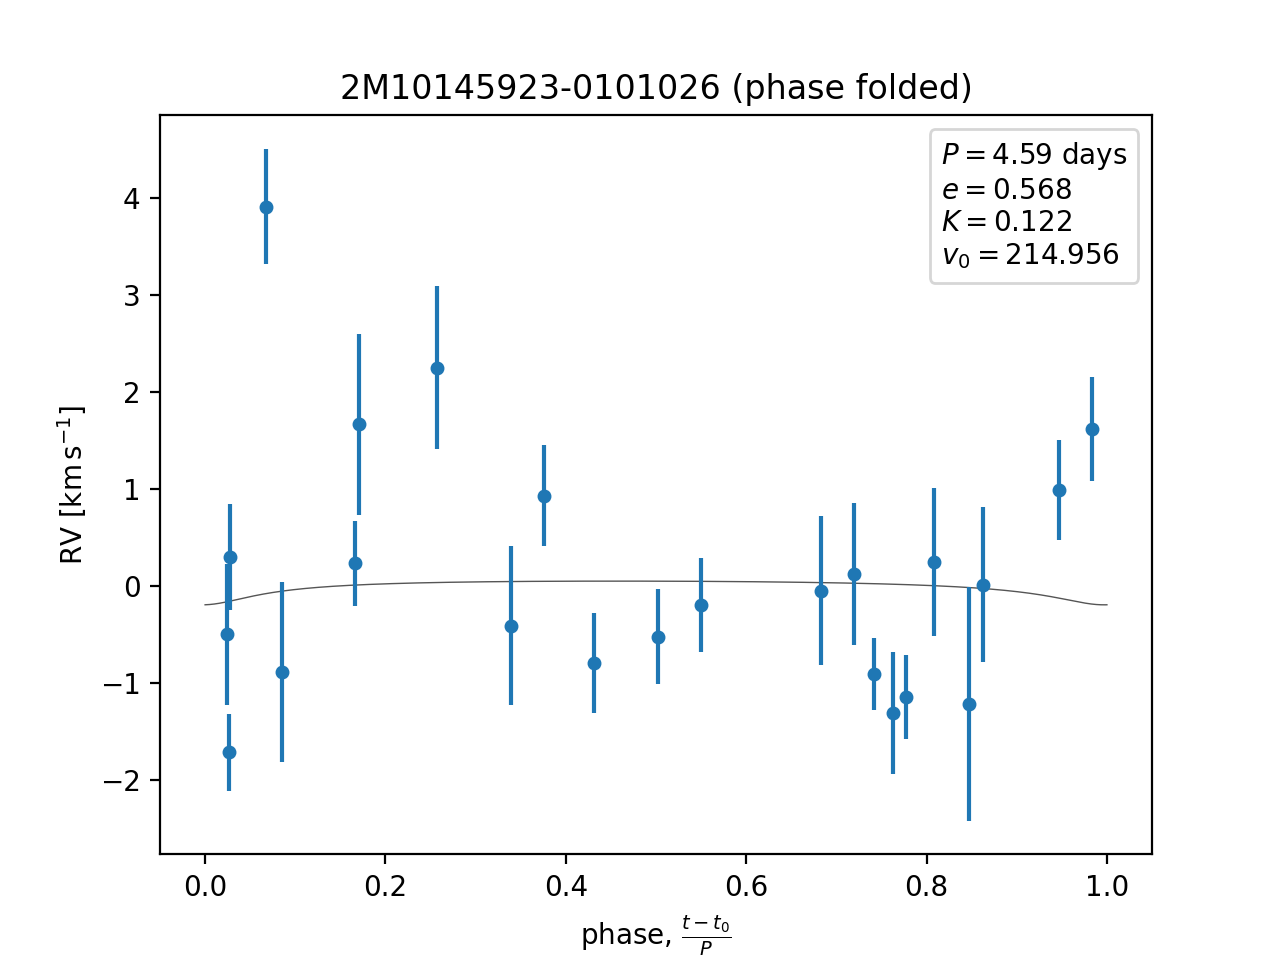 2M10145923-0101026 (phase folded)
P = 4.59 days
e = 0.568
K = 0.122
v₀ = 214.956
RV [km s⁻¹]
4
3
2
1
0
−1
−2
0.0 0.2 0.4 0.6 0.8 1.0
phase, (t − t₀)/P